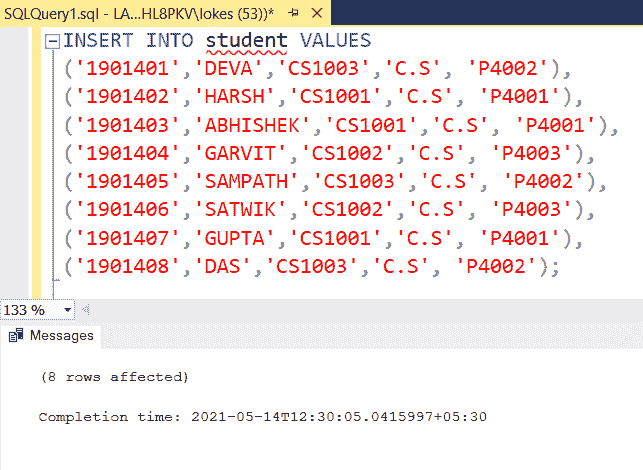 SQLQuery1.sql - LA...HL8PKV\lokes (53))*
INSERT INTO student VALUES
('1901401','DEVA','CS1003','C.S', 'P4002'),
('1901402','HARSH','CS1001','C.S', 'P4001'),
('1901403','ABHISHEK','CS1001','C.S', 'P4001'),
('1901404','GARVIT','CS1002','C.S', 'P4003'),
('1901405','SAMPATH','CS1003','C.S', 'P4002'),
('1901406','SATWIK','CS1002','C.S', 'P4003'),
('1901407','GUPTA','CS1001','C.S', 'P4001'),
('1901408','DAS','CS1003','C.S', 'P4002');
133 %
Messages
(8 rows affected)
Completion time: 2021-05-14T12:30:05.0415997+05:30